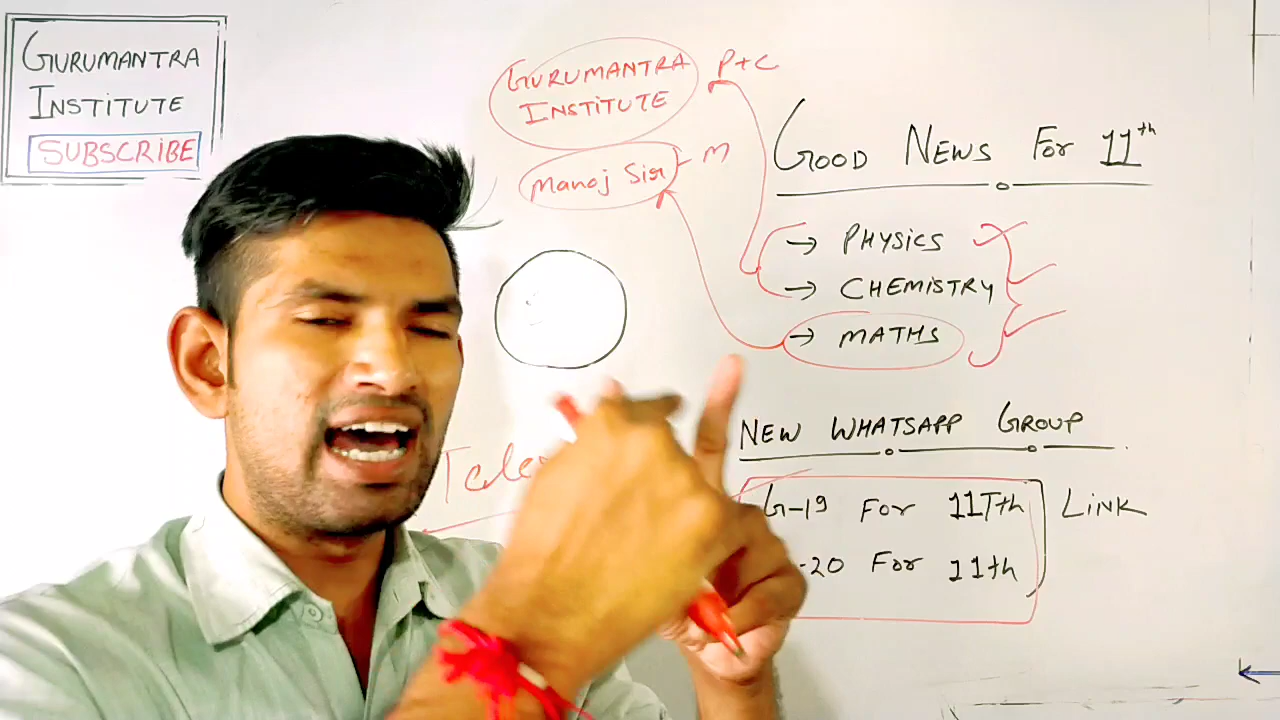 GURUMANTRA
INSTITUTE
SUBSCRIBE
GURUMANTRA
INSTITUTE
P+C
Manoj Sir
M
GOOD NEWS FOR 11th
→ PHYSICS
→ CHEMISTRY
→ MATHS
NEW WHATSAPP GROUP
G-19 FOR 11Tth
-20 FOR 11th
LINK